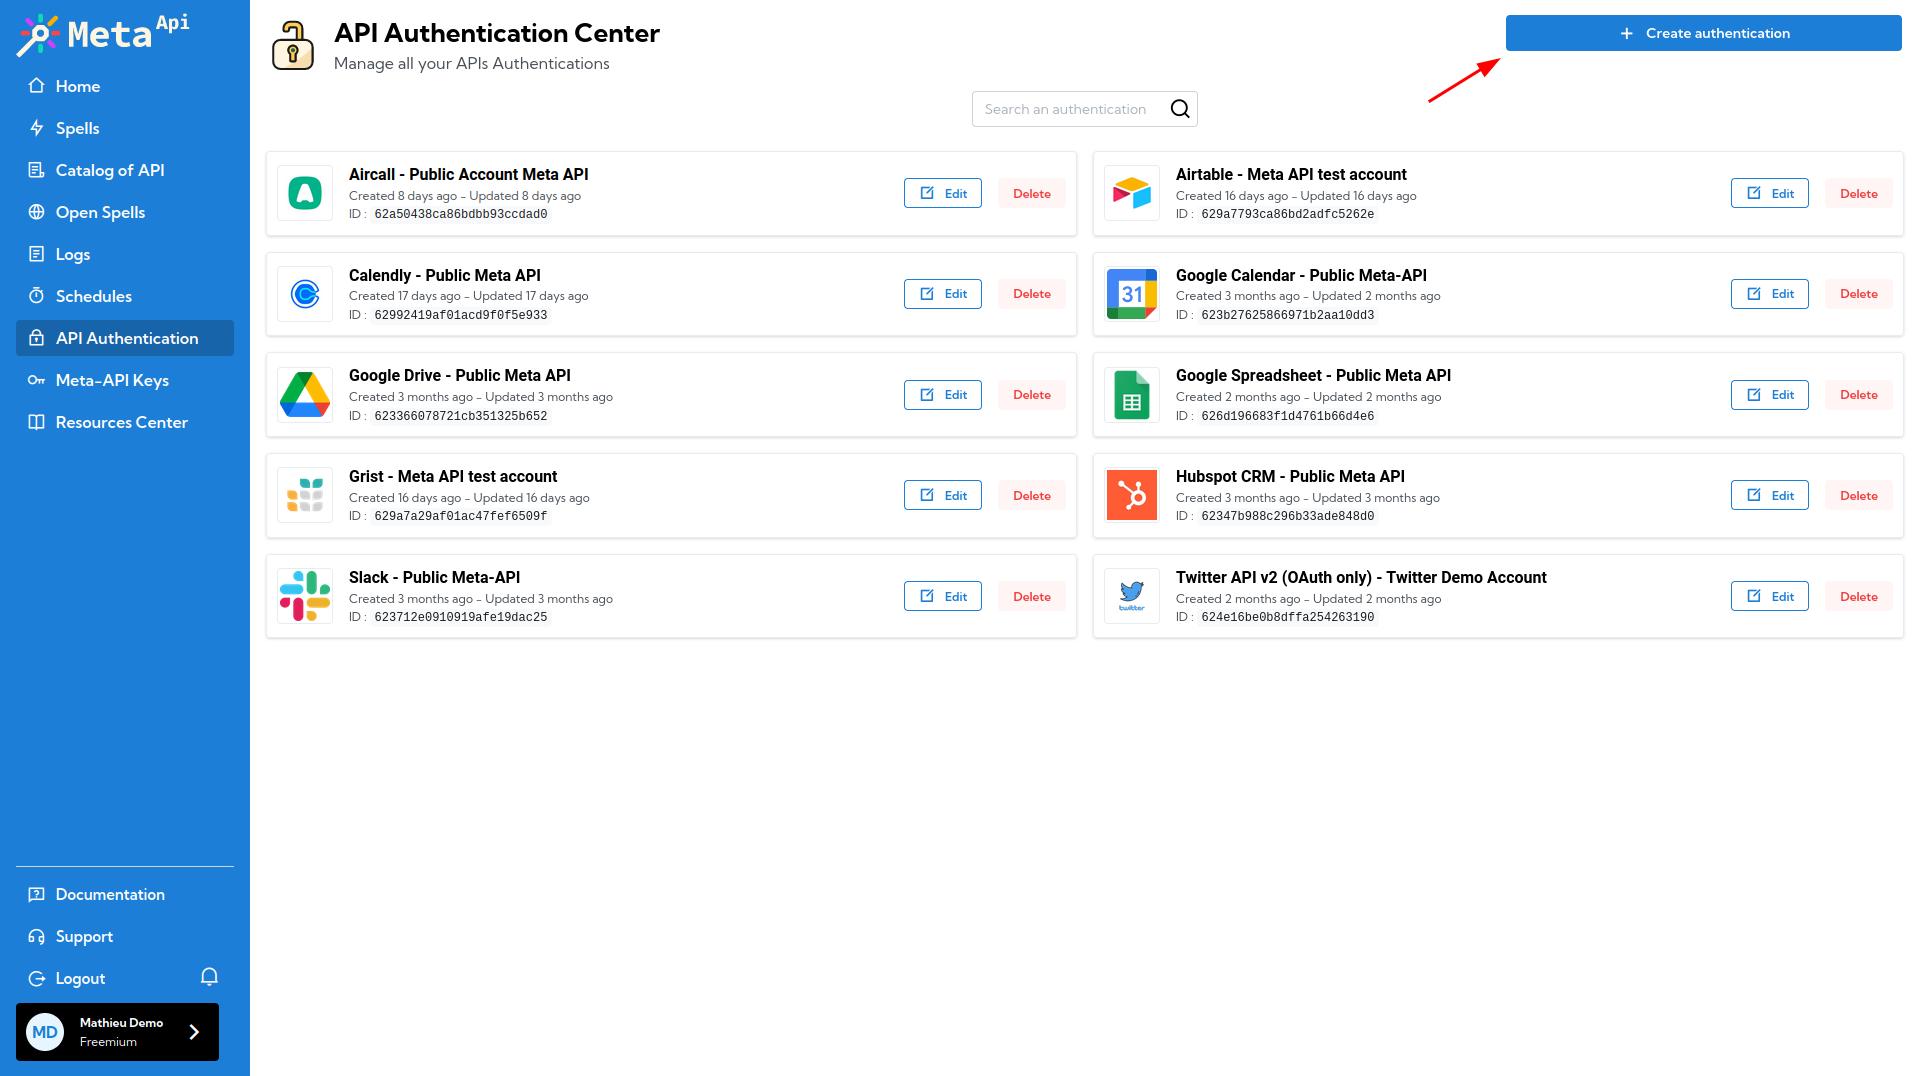 Meta Api
Home
Spells
Catalog of API
Open Spells
Logs
Schedules
API Authentication
Meta-API Keys
Resources Center
Documentation
Support
Logout
MD
Mathieu Demo
Freemium
API Authentication Center
Manage all your APIs Authentications
+ Create authentication
Search an authentication
Aircall - Public Account Meta API
Created 8 days ago - Updated 8 days ago
ID : 62a50438ca86bdbb93ccdad0
Edit
Delete
Airtable - Meta API test account
Created 16 days ago - Updated 16 days ago
ID : 629a7793ca86bd2adfc5262e
Edit
Delete
Calendly - Public Meta API
Created 17 days ago - Updated 17 days ago
ID : 62992419af01acd9f0f5e933
Edit
Delete
31
Google Calendar - Public Meta-API
Created 3 months ago - Updated 2 months ago
ID : 623b27625866971b2aa10dd3
Edit
Delete
Google Drive - Public Meta API
Created 3 months ago - Updated 3 months ago
ID : 623366078721cb351325b652
Edit
Delete
Google Spreadsheet - Public Meta API
Created 2 months ago - Updated 2 months ago
ID : 626d196683f1d4761b66d4e6
Edit
Delete
Grist - Meta API test account
Created 16 days ago - Updated 16 days ago
ID : 629a7a29af01ac47fef6509f
Edit
Delete
Hubspot CRM - Public Meta API
Created 3 months ago - Updated 3 months ago
ID : 62347b988c296b33ade848d0
Edit
Delete
Slack - Public Meta-API
Created 3 months ago - Updated 3 months ago
ID : 623712e0910919afe19dac25
Edit
Delete
twitter
Twitter API v2 (OAuth only) - Twitter Demo Account
Created 2 months ago - Updated 2 months ago
ID : 624e16be0b8dffa254263190
Edit
Delete